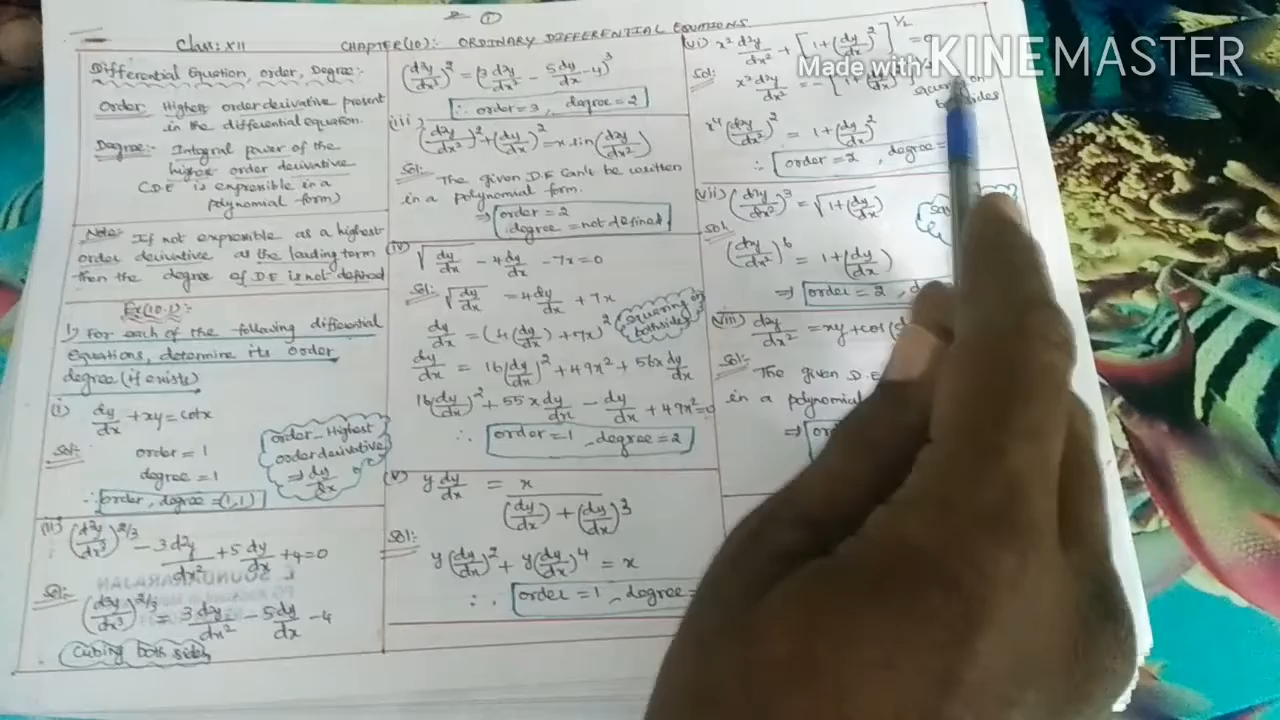 ①
Class: XII CHAPTER(10): ORDINARY DIFFERENTIAL EQUATIONS
Differential Equation, order, Degree:-
Order: Highest order derivative present
in the differential equation.
Degree:- Integral power of the
highest order derivative
(D.E is expressible in a
polynomial form)
Note: If not expressible as a highest
order derivative as the leading term
then the degree of D.E is not defined
Ex(10.1):
1) For each of the following differential
Equations, determine its order
degree (if exists)
(i) dy/dx + xy = cotx
Sol: order = 1
degree = 1
∴ order, degree = (1,1)
order - Highest
order derivative
⇒ dy/dx
(ii) (d³y/dx³)^2/3 - 3 d²y/dx² + 5 dy/dx + 4 = 0
Sol: (d³y/dx³)^2/3 = 3 d²y/dx² - 5 dy/dx - 4
Cubing both sides
(d³y/dx³)² = (3 d²y/dx² - 5 dy/dx - 4)³
∴ order = 3, degree = 2
(iii) (d²y/dx²)² + (dy/dx)² = x sin(d²y/dx²)
Sol: The given D.E Can't be written
in a polynomial form.
⇒ order = 2
degree = not defined
(iv) √dy/dx - 4 dy/dx - 7x = 0
Sol: √dy/dx = 4 dy/dx + 7x
dy/dx = (4(dy/dx) + 7x)²
squaring on
bothsides
dy/dx = 16(dy/dx)² + 49x² + 56x dy/dx
16(dy/dx)² + 55x dy/dx - dy/dx + 49x² = 0
∴ order = 1, degree = 2
(v) y dy/dx = x / (dy/dx) + (dy/dx)³
Sol: y(dy/dx)² + y(dy/dx)⁴ = x
∴ order = 1, degree =
(vi) x² d²y/dx² + [1 + (dy/dx)²]^1/2 = 0
Made with KINEMASTER
Sol: x² d²y/dx² = - [1 + (dy/dx)
on
both sides
x⁴(d²y/dx²)² = 1 + (dy/dx)²
∴ order = 2, degree =
(vii) (d²y/dx²)³ = √1 + (dy/dx)
Sol. (d²y/dx²)⁶ = 1 + (dy/dx)
⇒ order = 2,
(viii) d²y/dx² = xy + cos(
Sol: The given D.E
in a polynomial
⇒